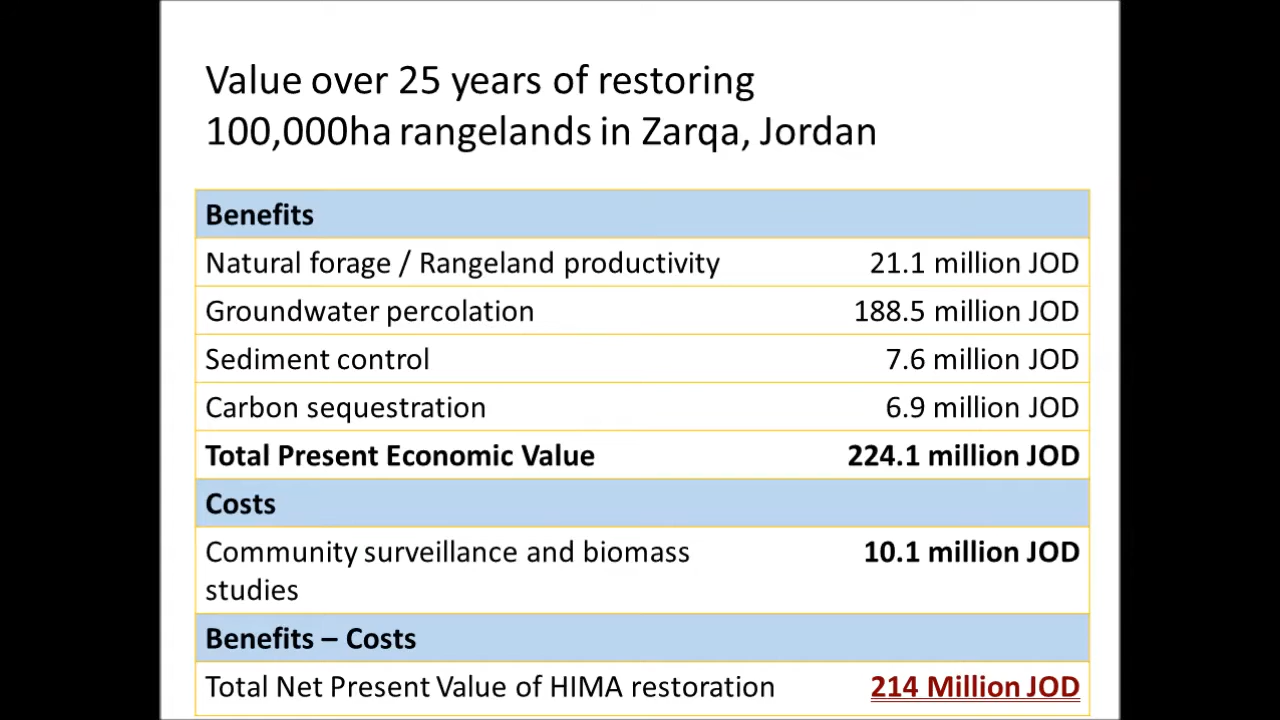 Value over 25 years of restoring
100,000ha rangelands in Zarqa, Jordan
Benefits
Natural forage / Rangeland productivity 21.1 million JOD
Groundwater percolation 188.5 million JOD
Sediment control 7.6 million JOD
Carbon sequestration 6.9 million JOD
Total Present Economic Value 224.1 million JOD
Costs
Community surveillance and biomass 10.1 million JOD
studies
Benefits – Costs
Total Net Present Value of HIMA restoration 214 Million JOD